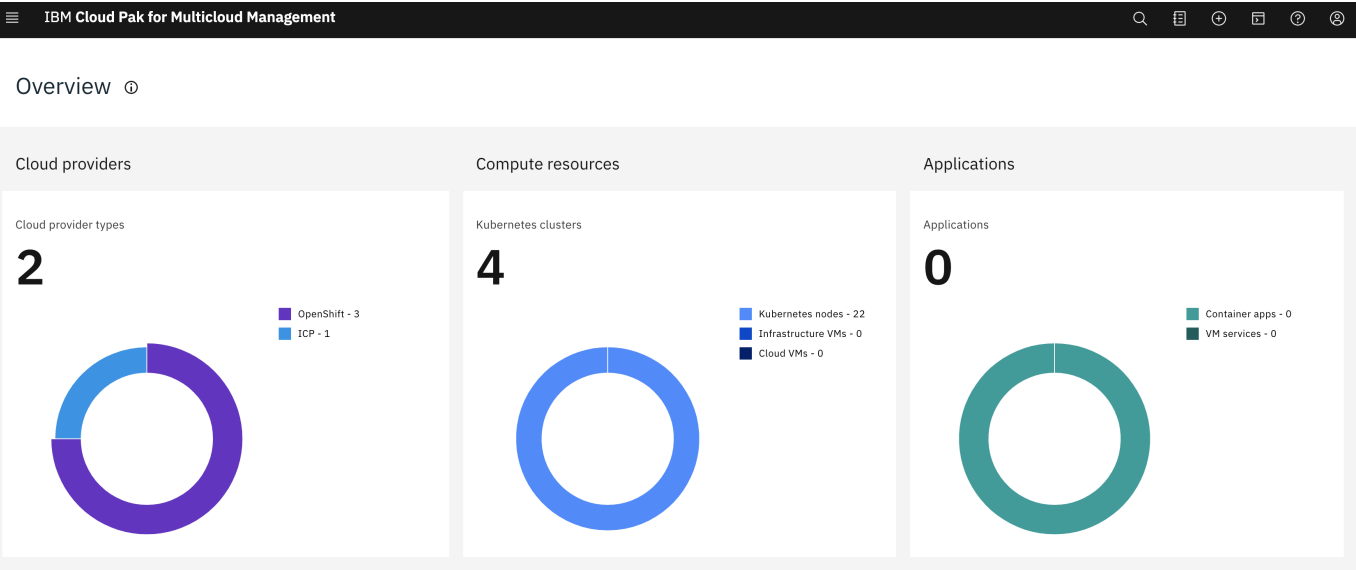 IBM Cloud Pak for Multicloud Management
Overview
Cloud providers
Cloud provider types
2
OpenShift - 3
ICP - 1
Compute resources
Kubernetes clusters
4
Kubernetes nodes - 22
Infrastructure VMs - 0
Cloud VMs - 0
Applications
Applications
0
Container apps - 0
VM services - 0